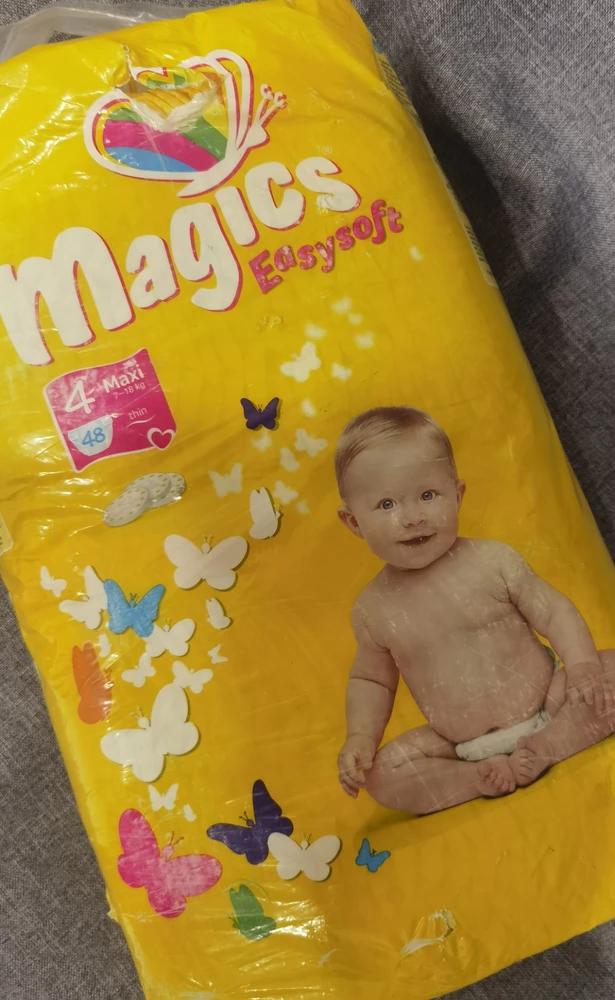 Magics
Easysoft
4 Maxi
7–18 kg
48
thin